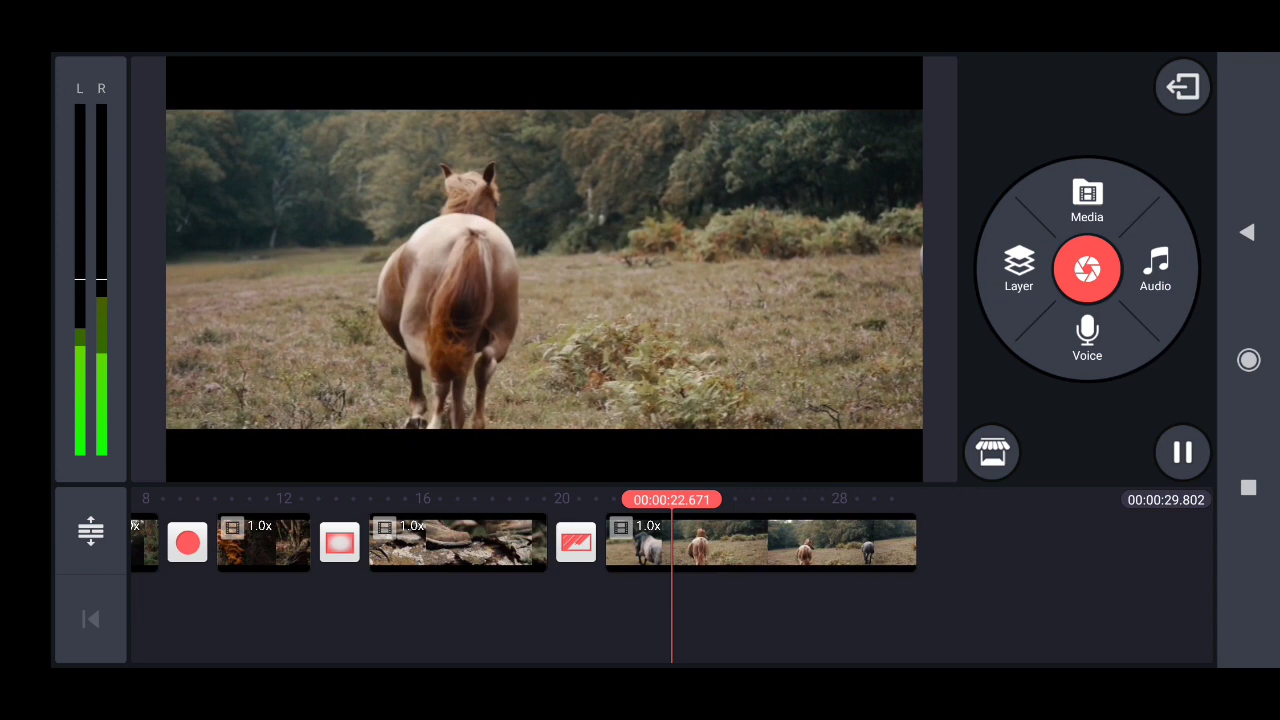 L R
Media
Layer
Audio
Voice
8 12 16 20 00:00:22.671 28 00:00:29.802
x
1.0x
1.0x
1.0x